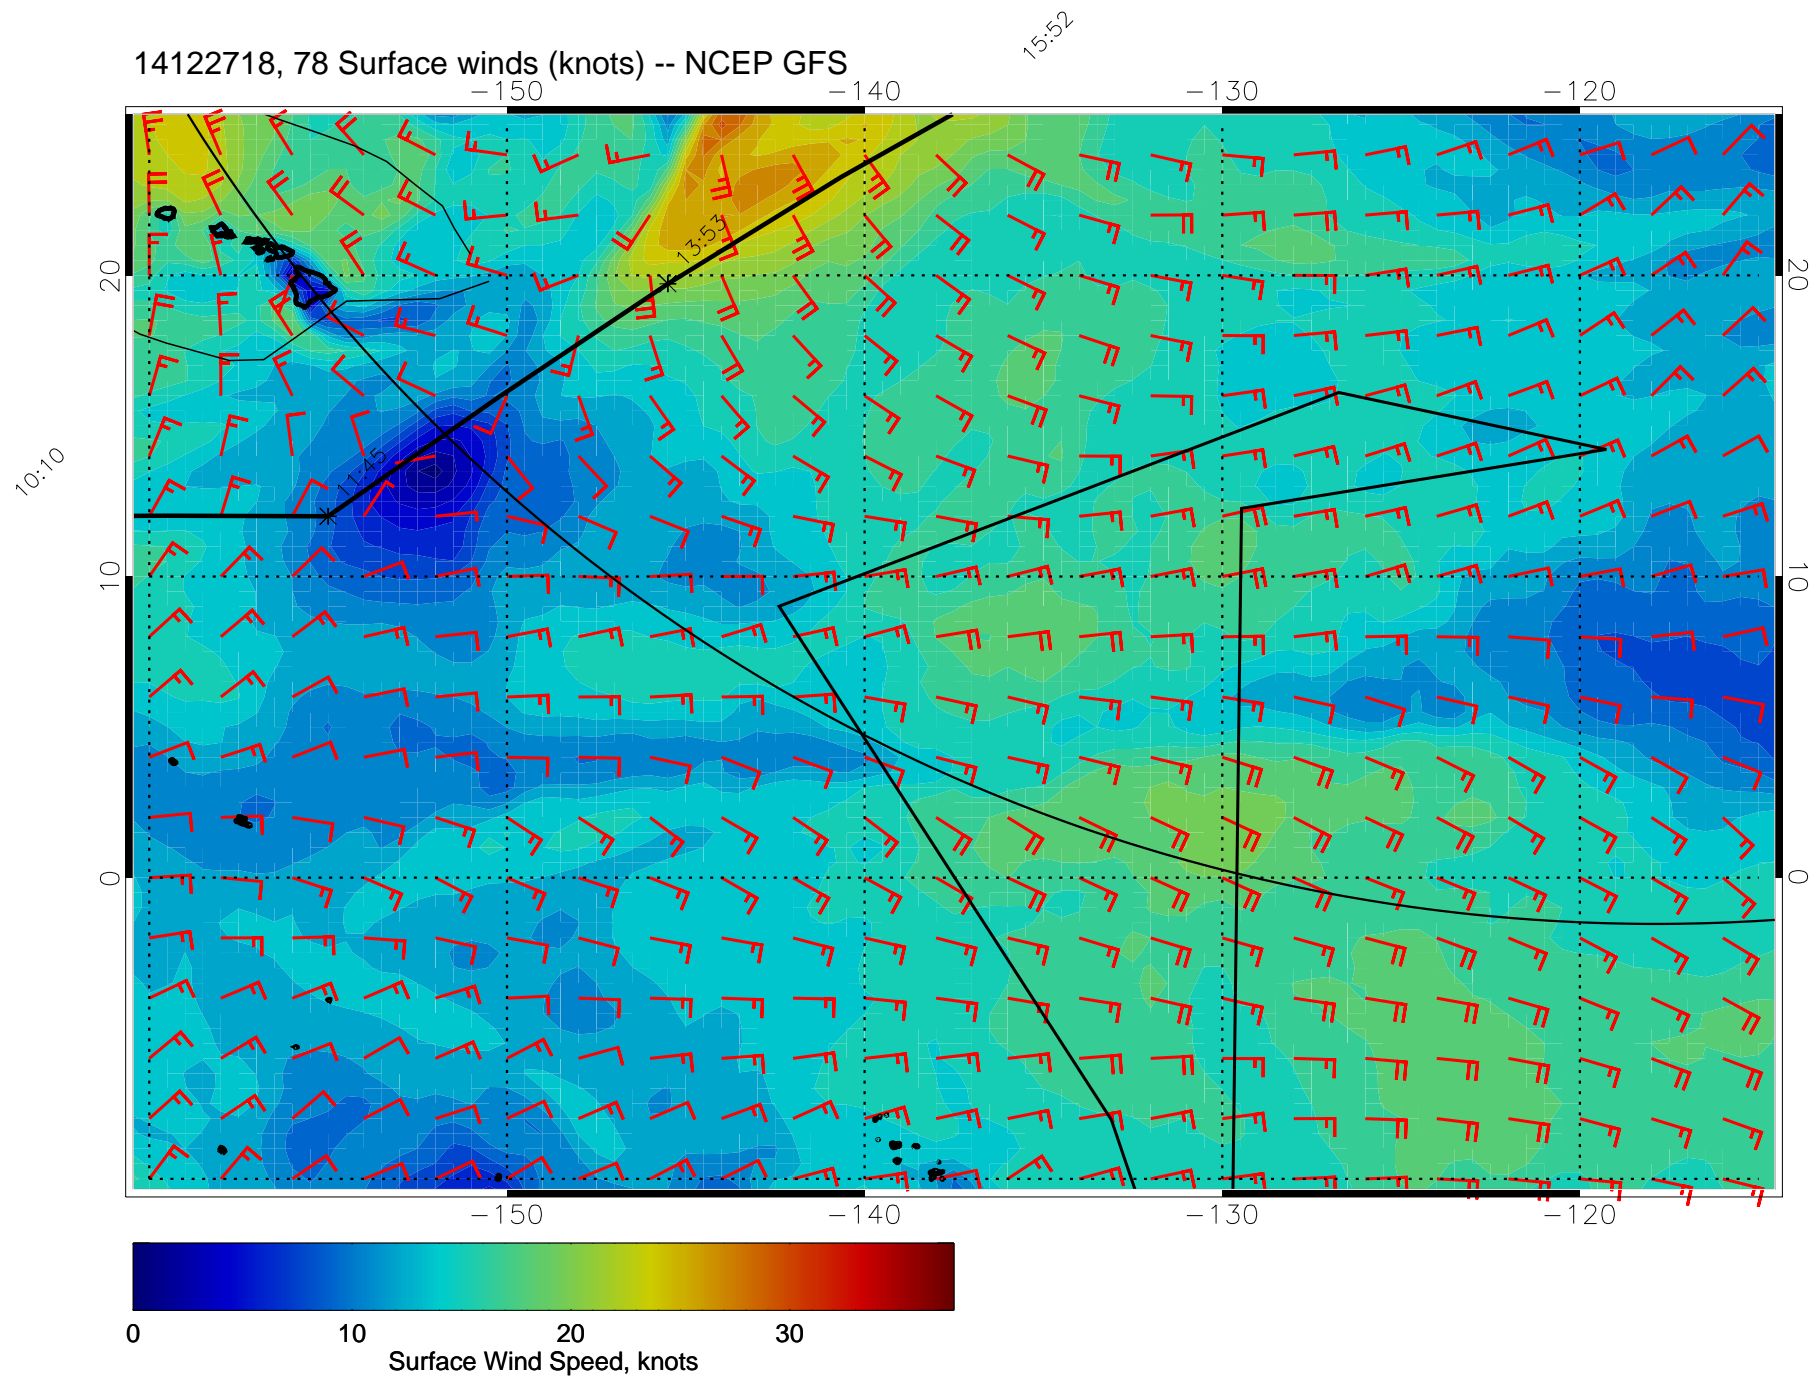 15:52
14122718, 78 Surface winds (knots) -- NCEP GFS
-150 -140 -130 -120
13:53
20 20
11:45
10:10
10 10
0 0
-150 -140 -130 -120
0 10 20 30
Surface Wind Speed, knots